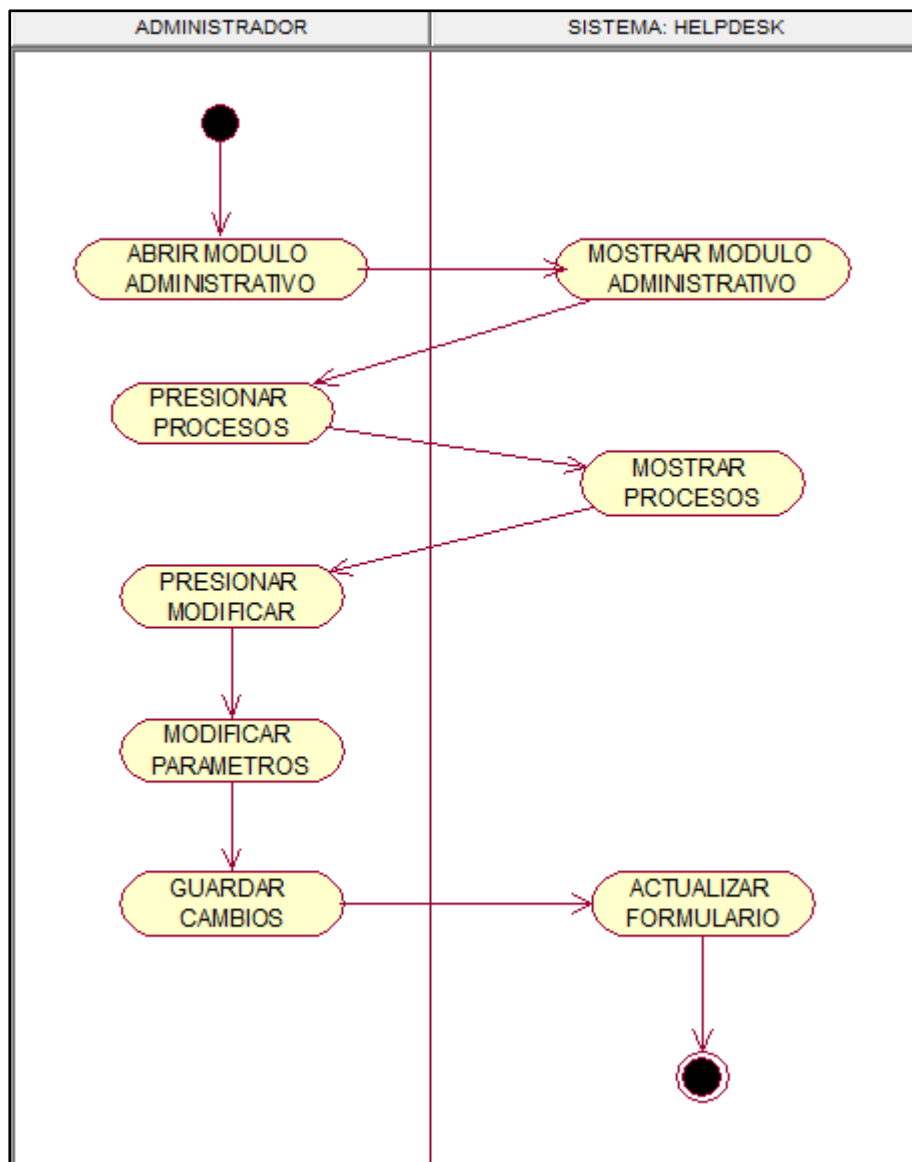 ADMINISTRADOR
SISTEMA: HELPDESK
ABRIR MODULO
ADMINISTRATIVO
MOSTRAR MODULO
ADMINISTRATIVO
PRESIONAR
PROCESOS
MOSTRAR
PROCESOS
PRESIONAR
MODIFICAR
MODIFICAR
PARAMETROS
GUARDAR
CAMBIOS
ACTUALIZAR
FORMULARIO